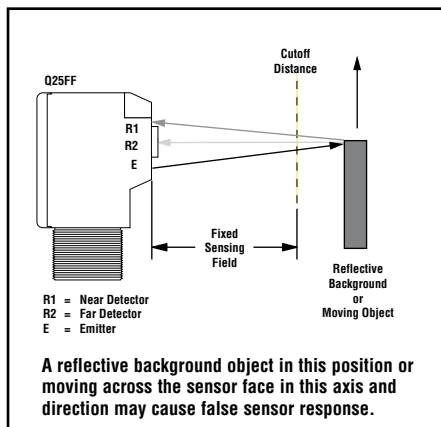 Cutoff
Distance
Q25FF
R1
R2
E
Fixed
Sensing
Field
Reflective
Background
or
Moving Object
R1 = Near Detector
R2 = Far Detector
E = Emitter
A reflective background object in this position or
moving across the sensor face in this axis and
direction may cause false sensor response.